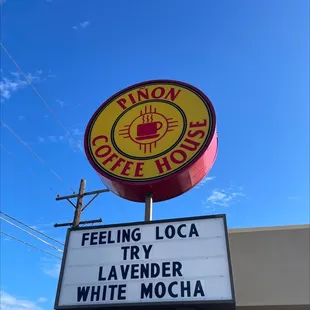 PIÑON
COFFEE HOUSE
FEELING LOCA
TRY
LAVENDER
WHITE MOCHA